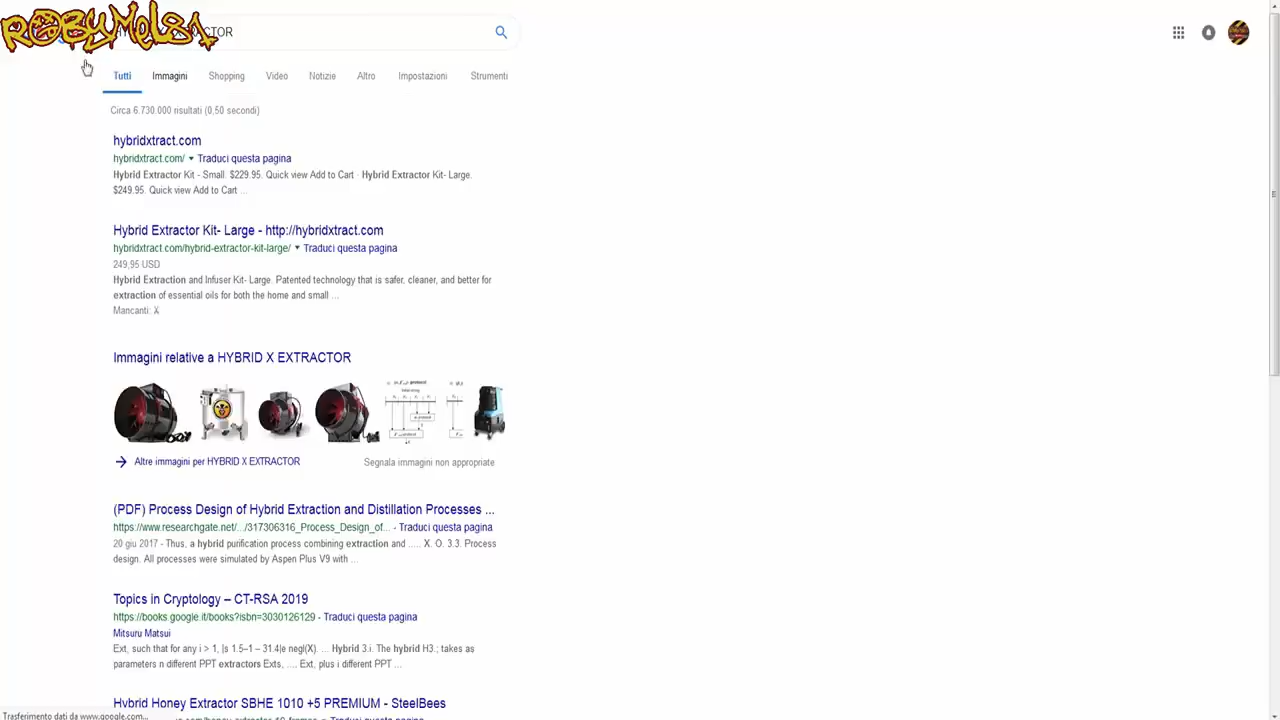 ROBYMEL81
CTOR
Tutti Immagini Shopping Video Notizie Altro Impostazioni Strumenti
Circa 6.730.000 risultati (0,50 secondi)
hybridxtract.com
hybridxtract.com/ ▾ Traduci questa pagina
Hybrid Extractor Kit - Small. $229.95. Quick view Add to Cart · Hybrid Extractor Kit- Large.
$249.95. Quick view Add to Cart ...
Hybrid Extractor Kit- Large - http://hybridxtract.com
hybridxtract.com/hybrid-extractor-kit-large/ ▾ Traduci questa pagina
249,95 USD
Hybrid Extraction and Infuser Kit- Large. Patented technology that is safer, cleaner, and better for
extraction of essential oils for both the home and small ...
Mancanti: X
Immagini relative a HYBRID X EXTRACTOR
Altre immagini per HYBRID X EXTRACTOR
Segnala immagini non appropriate
(PDF) Process Design of Hybrid Extraction and Distillation Processes ...
https://www.researchgate.net/.../317306316_Process_Design_of... - Traduci questa pagina
20 giu 2017 - Thus, a hybrid purification process combining extraction and ..... X. O. 3.3. Process
design. All processes were simulated by Aspen Plus V9 with ...
Topics in Cryptology – CT-RSA 2019
https://books.google.it/books?isbn=3030126129 - Traduci questa pagina
Mitsuru Matsui
Ext, such that for any i > 1, |s 1.5–1 – 31.4|e negl(X). ... Hybrid 3.i. The hybrid H3.; takes as
parameters n different PPT extractors Exts, .... Ext, plus i different PPT ...
Hybrid Honey Extractor SBHE 1010 +5 PREMIUM - SteelBees
Traduci questa pagina
Trasferimento dati da www.google.com...